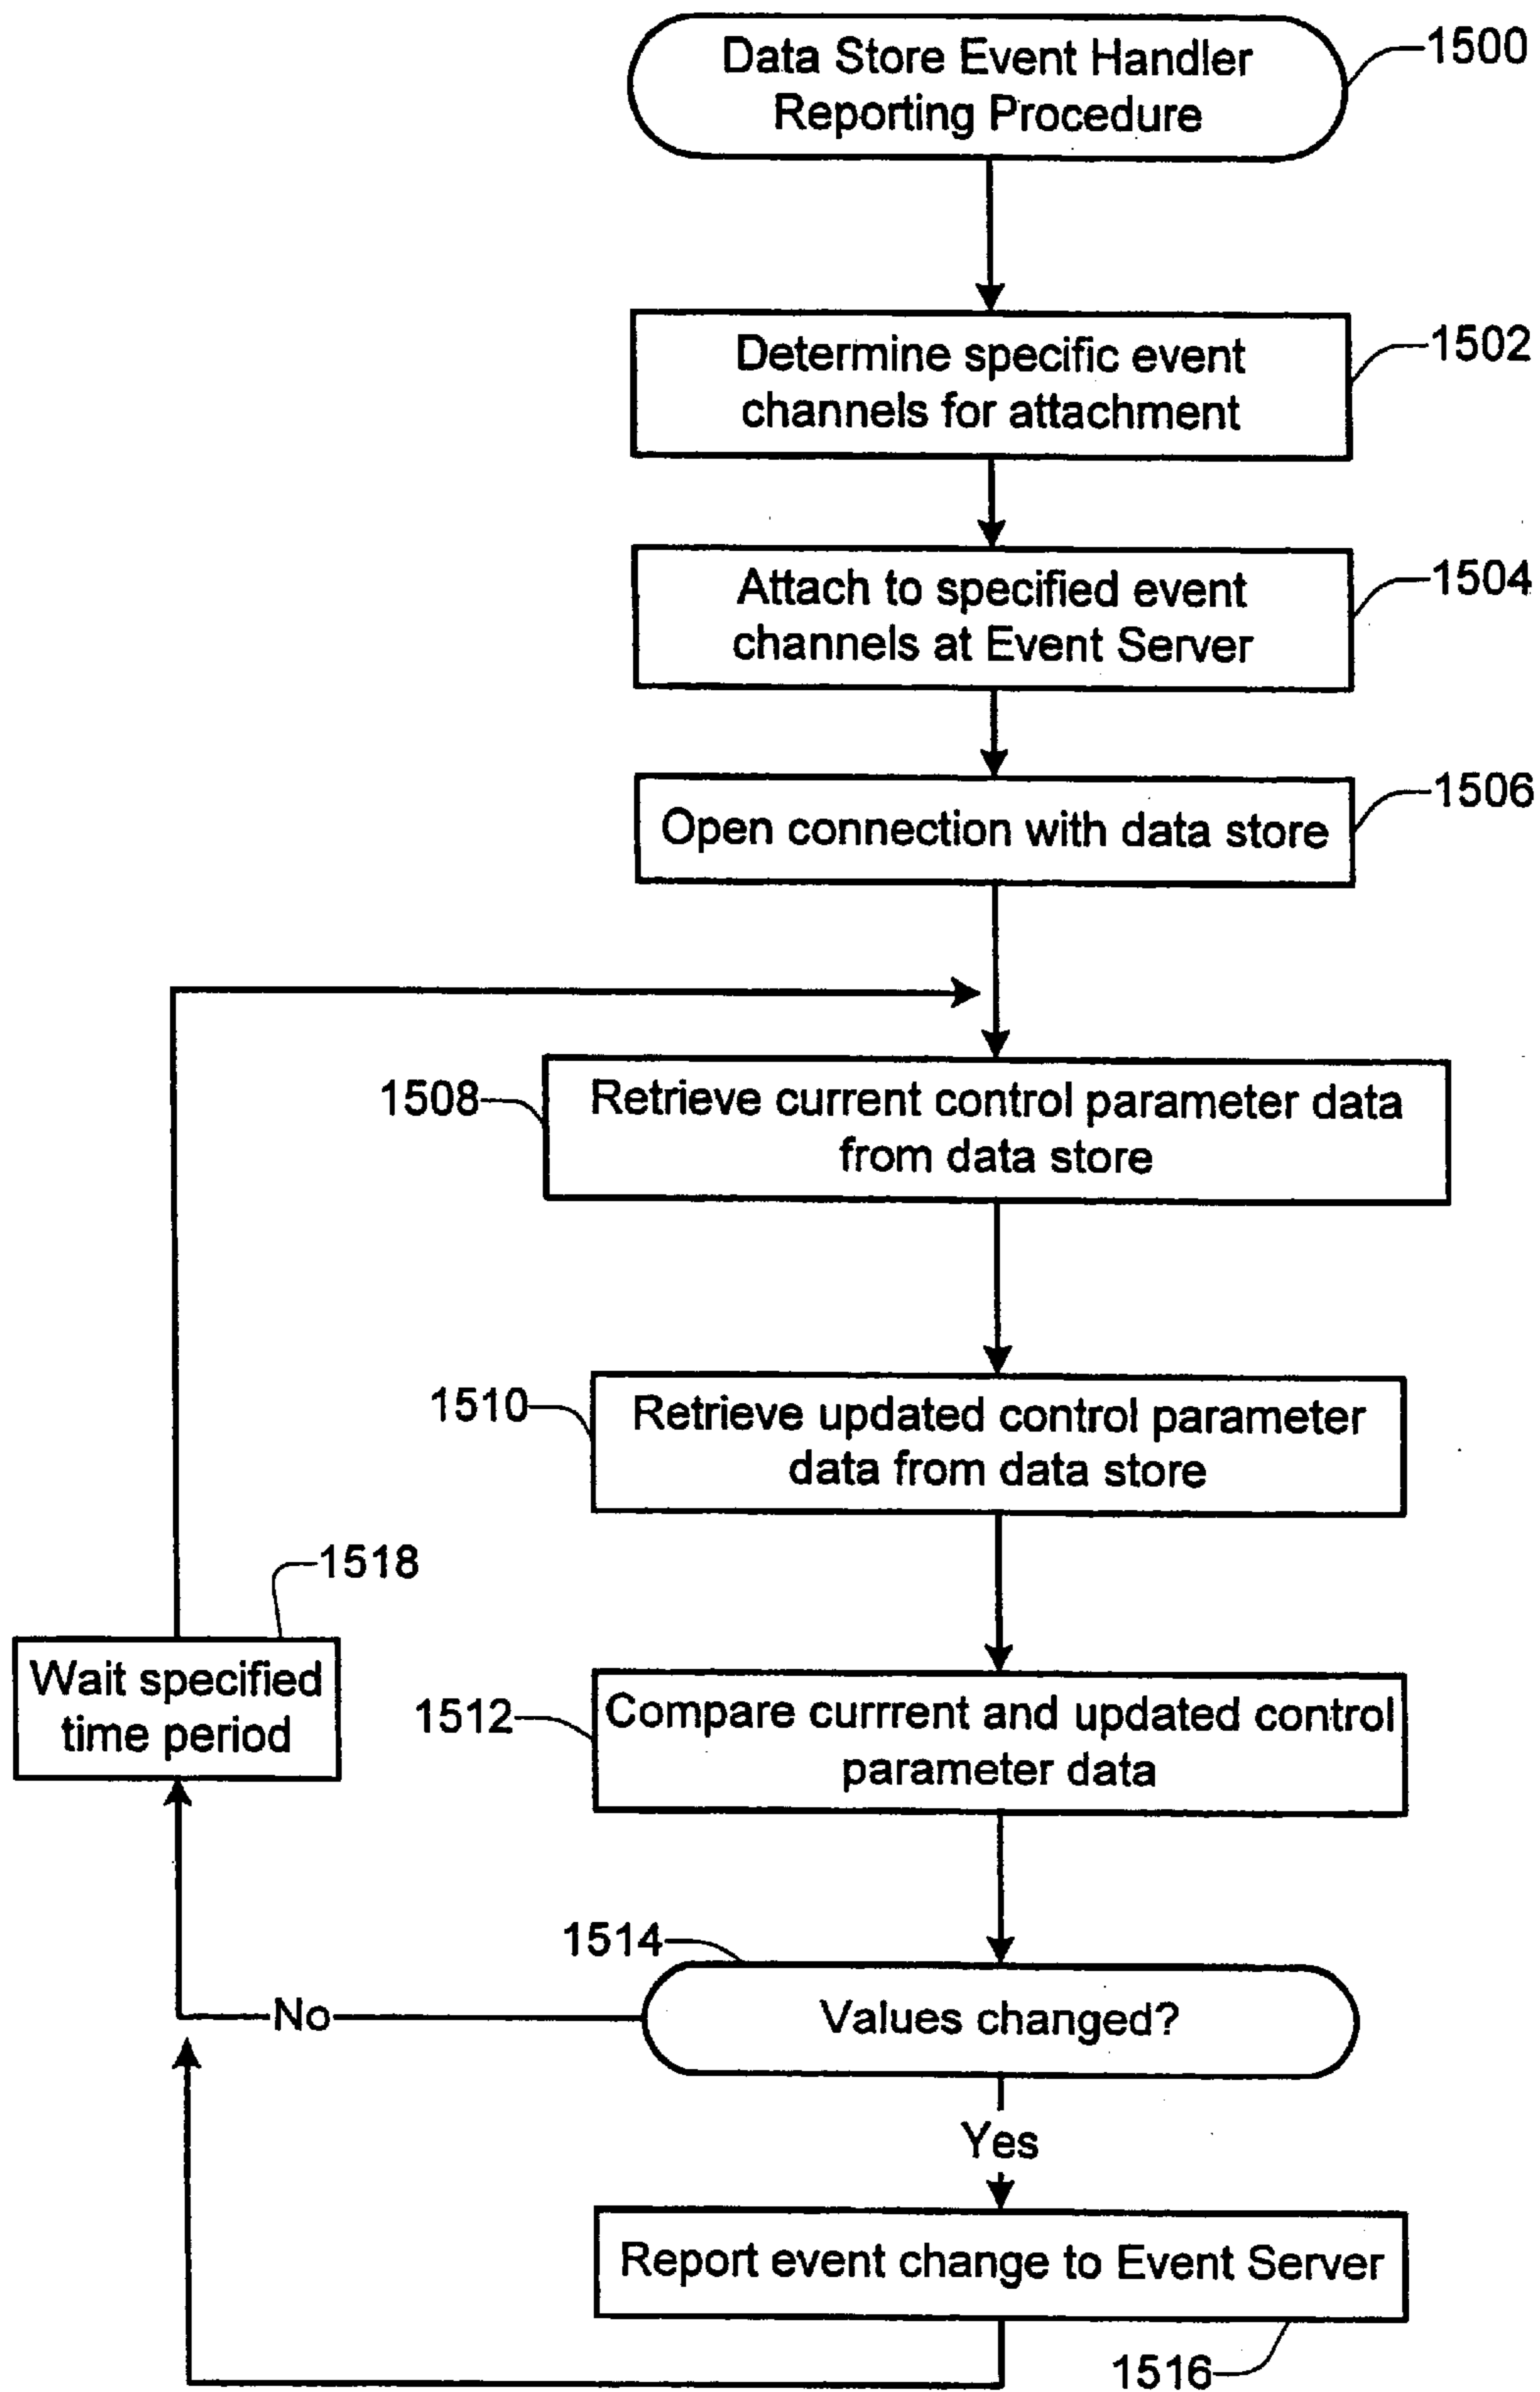 Data Store Event Handler
Reporting Procedure
1500
Determine specific event
channels for attachment
1502
Attach to specified event
channels at Event Server
1504
Open connection with data store
1506
1508
Retrieve current control parameter data
from data store
1510
Retrieve updated control parameter
data from data store
1518
Wait specified
time period
1512
Compare currrent and updated control
parameter data
1514
Values changed?
No
Yes
Report event change to Event Server
1516